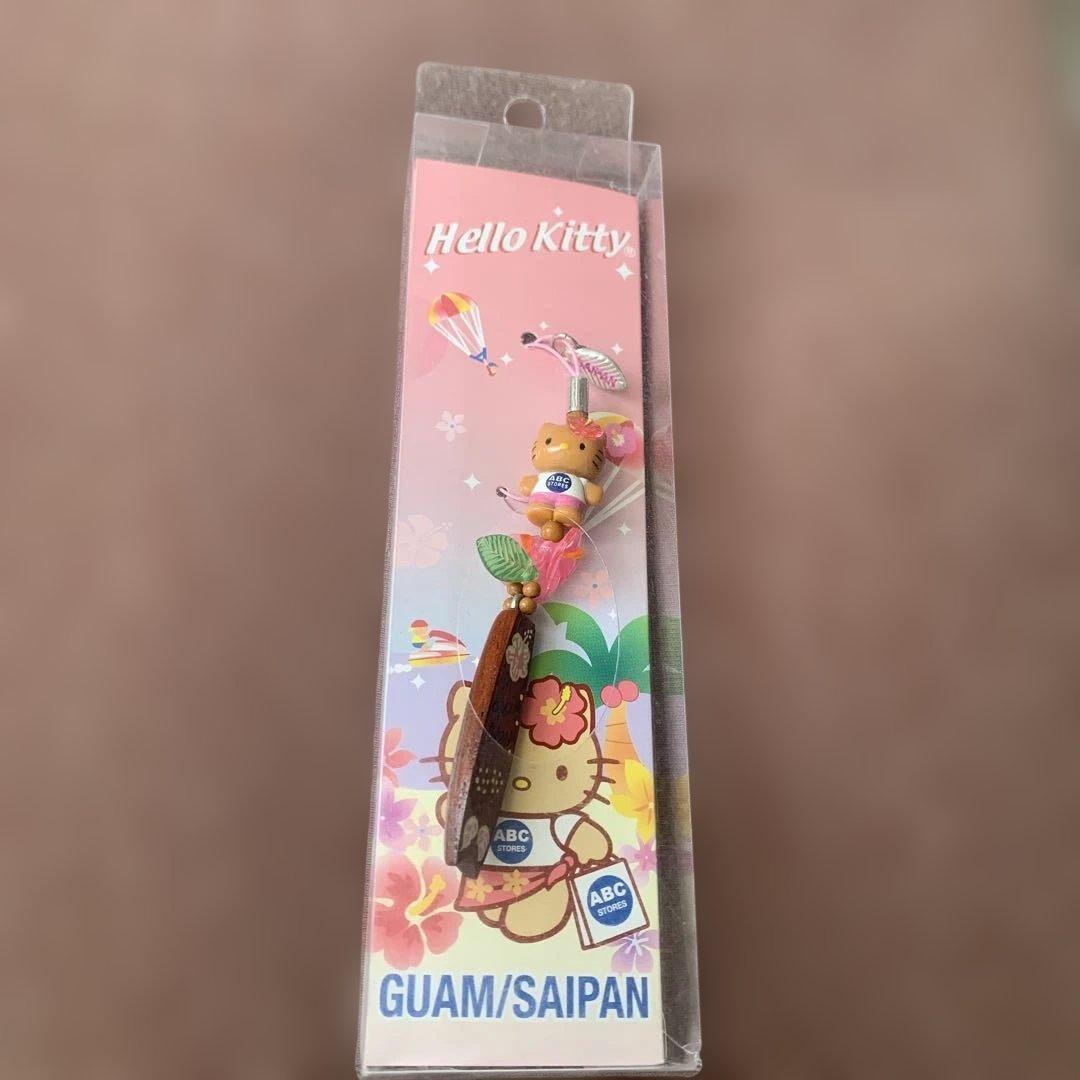 Hello Kitty®
ABC
STORES
ABC
STORES
ABC
STORES
GUAM/SAIPAN